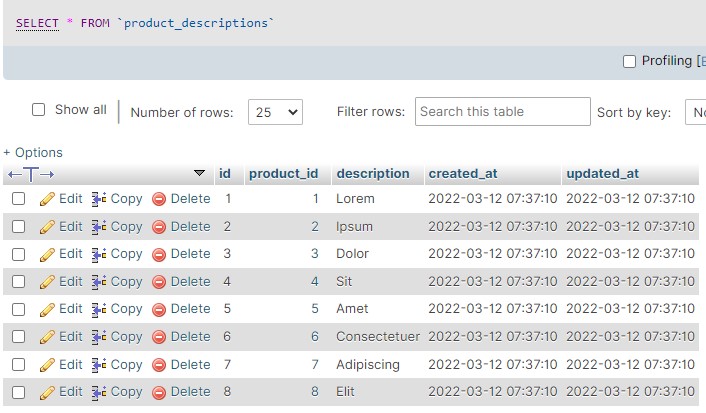 SELECT * FROM `product_descriptions`
Profiling [
Show all Number of rows: 25 Filter rows: Search this table Sort by key: No
+ Options
←T→ id product_id description created_at updated_at
Edit Copy Delete 1 1 Lorem 2022-03-12 07:37:10 2022-03-12 07:37:10
Edit Copy Delete 2 2 Ipsum 2022-03-12 07:37:10 2022-03-12 07:37:10
Edit Copy Delete 3 3 Dolor 2022-03-12 07:37:10 2022-03-12 07:37:10
Edit Copy Delete 4 4 Sit 2022-03-12 07:37:10 2022-03-12 07:37:10
Edit Copy Delete 5 5 Amet 2022-03-12 07:37:10 2022-03-12 07:37:10
Edit Copy Delete 6 6 Consectetuer 2022-03-12 07:37:10 2022-03-12 07:37:10
Edit Copy Delete 7 7 Adipiscing 2022-03-12 07:37:10 2022-03-12 07:37:10
Edit Copy Delete 8 8 Elit 2022-03-12 07:37:10 2022-03-12 07:37:10